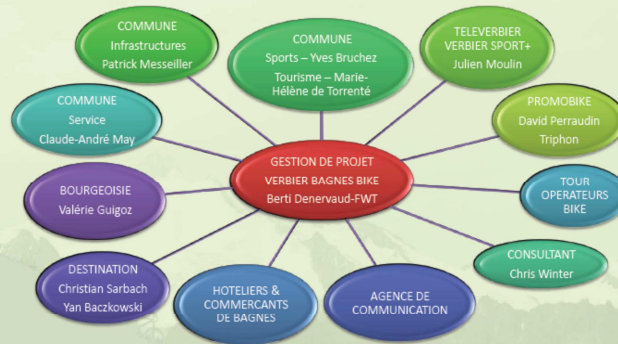 COMMUNE
Infrastructures
Patrick Messeiller
COMMUNE
Sports – Yves Bruchez
Tourisme – Marie-
Hélène de Torrenté
TELEVERBIER
VERBIER SPORT+
Julien Moulin
COMMUNE
Service
Claude-André May
PROMOBIKE
David Perraudin
Triphon
GESTION DE PROJET
VERBIER BAGNES BIKE
Berti Denervaud-FWT
BOURGEOISIE
Valérie Guigoz
TOUR
OPERATEURS
BIKE
CONSULTANT
Chris Winter
DESTINATION
Christian Sarbach
Yan Baczkowski
HOTELIERS &
COMMERCANTS
DE BAGNES
AGENCE DE
COMMUNICATION